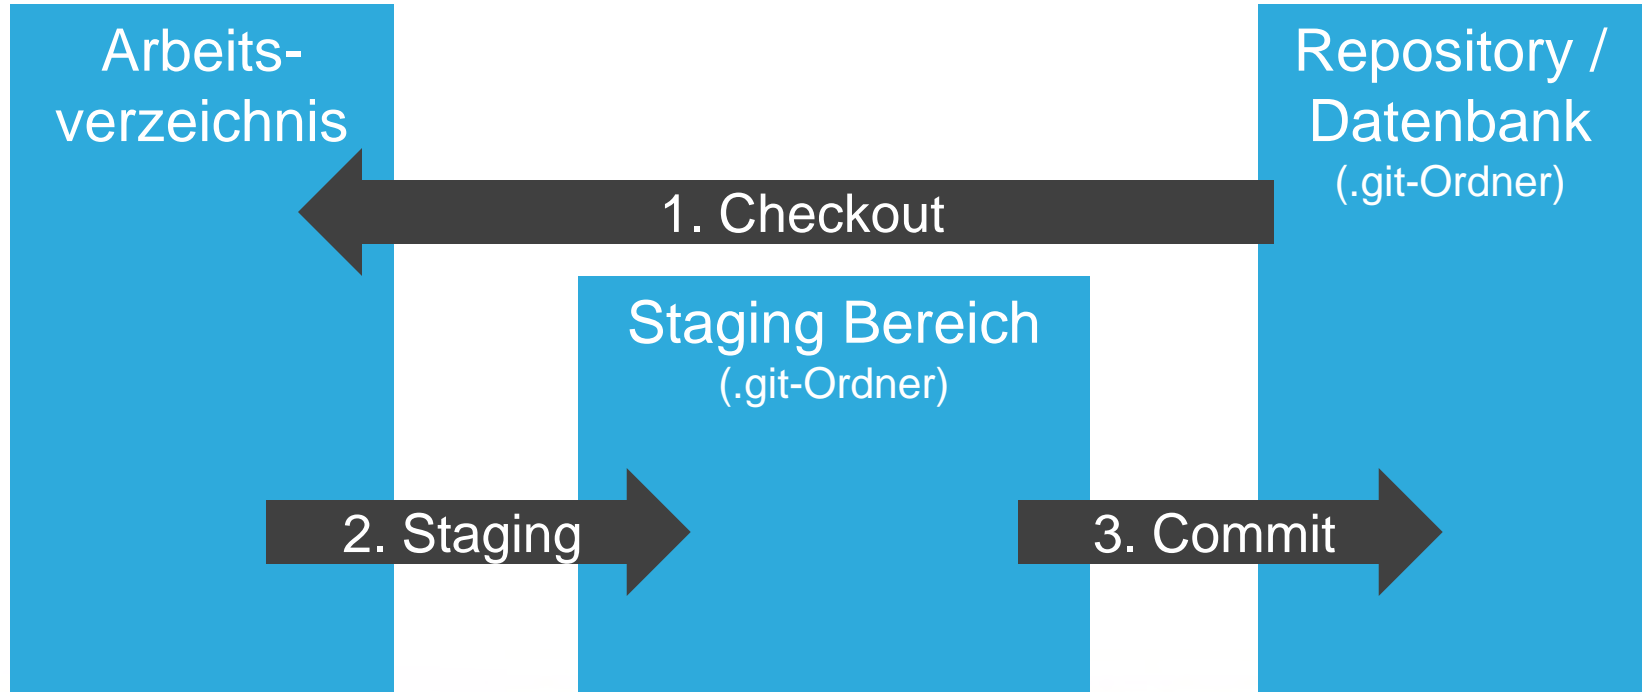 Arbeits-
verzeichnis
Repository /
Datenbank
(.git-Ordner)
1. Checkout
Staging Bereich
(.git-Ordner)
2. Staging
3. Commit